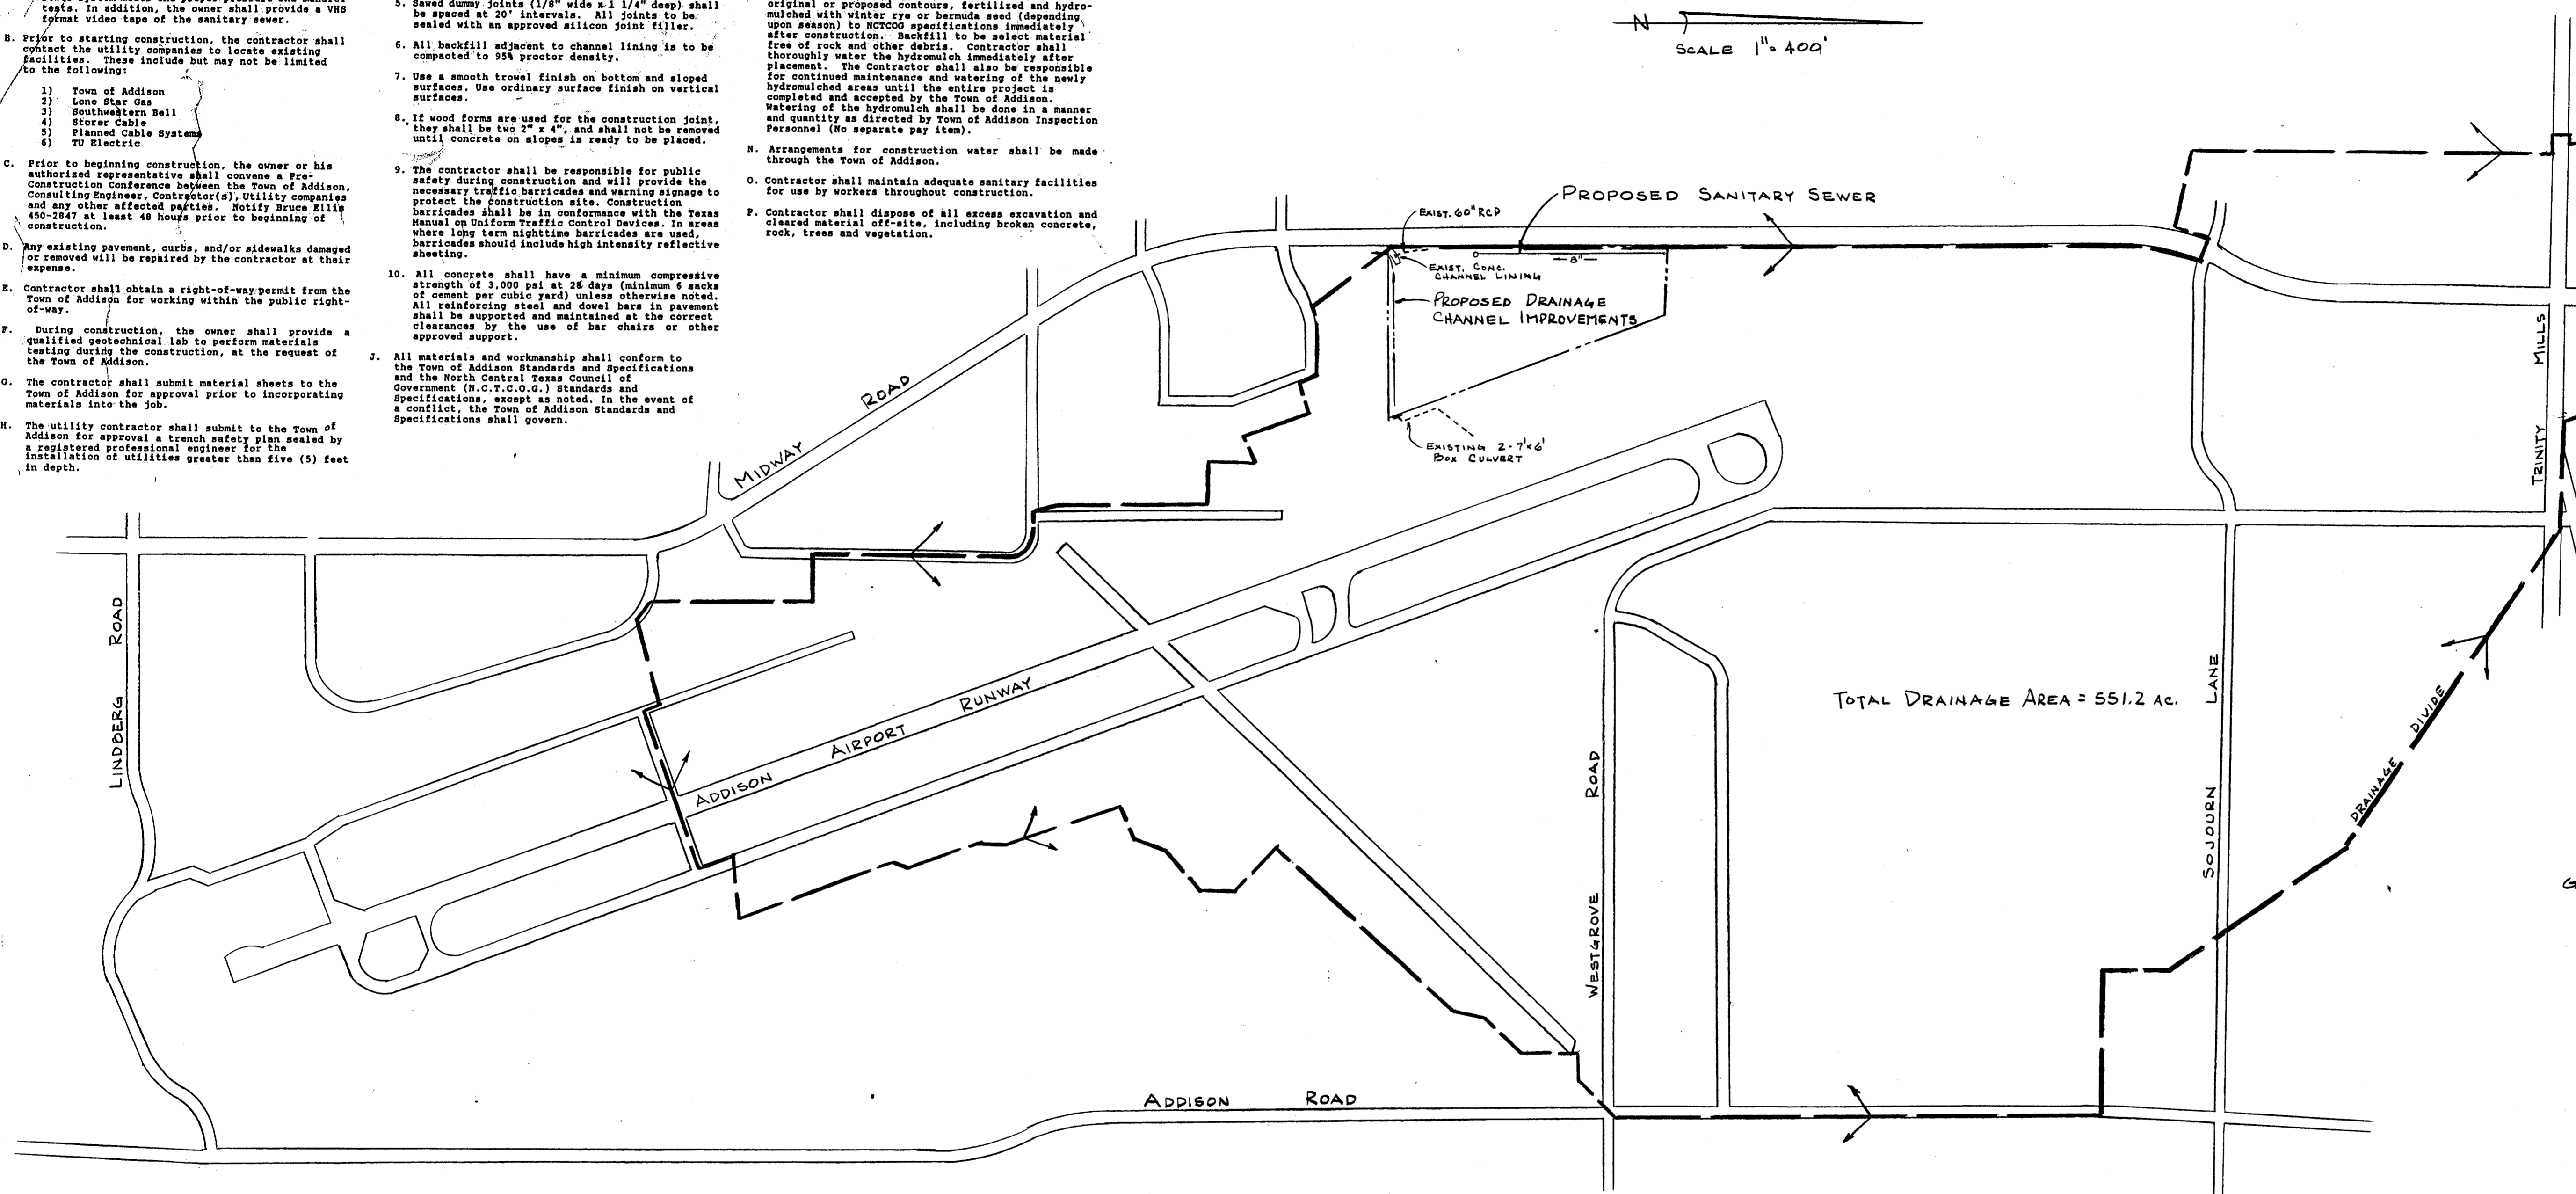 tests. In addition, the owner shall provide a VHS
format video tape of the sanitary sewer.
B. Prior to starting construction, the contractor shall
contact the utility companies to locate existing
facilities. These include but may not be limited
to the following:
1) Town of Addison
2) Lone Star Gas
3) Southwestern Bell
4) Storer Cable
5) Planned Cable Systems
6) TU Electric
C. Prior to beginning construction, the owner or his
authorized representative shall convene a Pre-
Construction Conference between the Town of Addison,
Consulting Engineer, Contractor(s), Utility companies
and any other affected parties. Notify Bruce Ellis
450-2847 at least 48 hours prior to beginning of
construction.
D. Any existing pavement, curbs, and/or sidewalks damaged
or removed will be repaired by the contractor at their
expense.
E. Contractor shall obtain a right-of-way permit from the
Town of Addison for working within the public right-
of-way.
F. During construction, the owner shall provide a
qualified geotechnical lab to perform materials
testing during the construction, at the request of
the Town of Addison.
G. The contractor shall submit material sheets to the
Town of Addison for approval prior to incorporating
materials into the job.
H. The utility contractor shall submit to the Town of
Addison for approval a trench safety plan sealed by
a registered professional engineer for the
installation of utilities greater than five (5) feet
in depth.
5. Sawed dummy joints (1/8" wide x 1 1/4" deep) shall
be spaced at 20' intervals. All joints to be
sealed with an approved silicon joint filler.
6. All backfill adjacent to channel lining is to be
compacted to 95% proctor density.
7. Use a smooth trowel finish on bottom and sloped
surfaces. Use ordinary surface finish on vertical
surfaces.
8. If wood forms are used for the construction joint,
they shall be two 2" x 4", and shall not be removed
until concrete on slopes is ready to be placed.
9. The contractor shall be responsible for public
safety during construction and will provide the
necessary traffic barricades and warning signage to
protect the construction site. Construction
barricades shall be in conformance with the Texas
Manual on Uniform Traffic Control Devices. In areas
where long term nighttime barricades are used,
barricades should include high intensity reflective
sheeting.
10. All concrete shall have a minimum compressive
strength of 3,000 psi at 28 days (minimum 6 sacks
of cement per cubic yard) unless otherwise noted.
All reinforcing steel and dowel bars in pavement
shall be supported and maintained at the correct
clearances by the use of bar chairs or other
approved support.
J. All materials and workmanship shall conform to
the Town of Addison Standards and Specifications
and the North Central Texas Council of
Government (N.C.T.C.O.G.) Standards and
Specifications, except as noted. In the event of
a conflict, the Town of Addison Standards and
Specifications shall govern.
original or proposed contours, fertilized and hydro-
mulched with winter rye or bermuda seed (depending
upon season) to NCTCOG specifications immediately
after construction. Backfill to be select material
free of rock and other debris. Contractor shall
thoroughly water the hydromulch immediately after
placement. The Contractor shall also be responsible
for continued maintenance and watering of the newly
hydromulched areas until the entire project is
completed and accepted by the Town of Addison.
Watering of the hydromulch shall be done in a manner
and quantity as directed by Town of Addison Inspection
Personnel (No separate pay item).
N. Arrangements for construction water shall be made
through the Town of Addison.
O. Contractor shall maintain adequate sanitary facilities
for use by workers throughout construction.
P. Contractor shall dispose of all excess excavation and
cleared material off-site, including broken concrete,
rock, trees and vegetation.
N
SCALE 1"= 400'
PROPOSED SANITARY SEWER
EXIST. 60" RCP
8"
EXIST. CONC.
CHANNEL LINING
PROPOSED DRAINAGE
CHANNEL IMPROVEMENTS
EXISTING 2-7'x6'
BOX CULVERT
MIDWAY ROAD
TRINITY MILLS
LINDBERG ROAD
ADDISON AIRPORT RUNWAY
WESTGROVE ROAD
TOTAL DRAINAGE AREA = 551.2 AC.
SOJOURN LANE
DRAINAGE DIVIDE
ADDISON ROAD